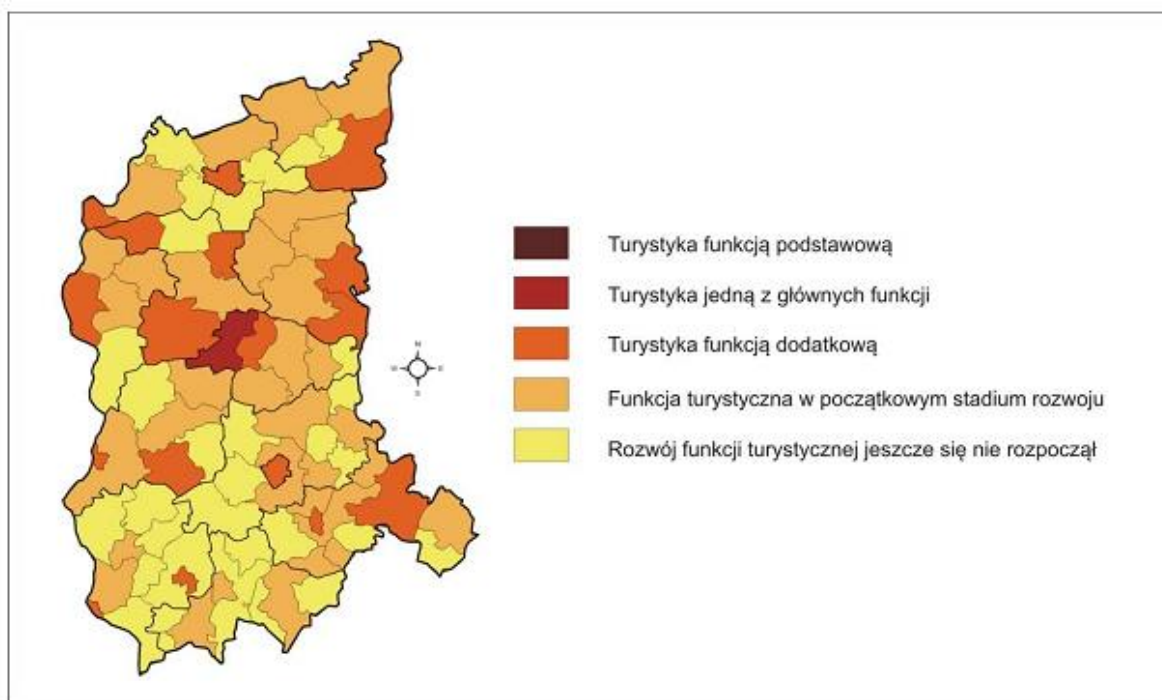 Turystyka funkcją podstawową
Turystyka jedną z głównych funkcji
Turystyka funkcją dodatkową
N
W E
S
Funkcja turystyczna w początkowym stadium rozwoju
Rozwój funkcji turystycznej jeszcze się nie rozpoczął